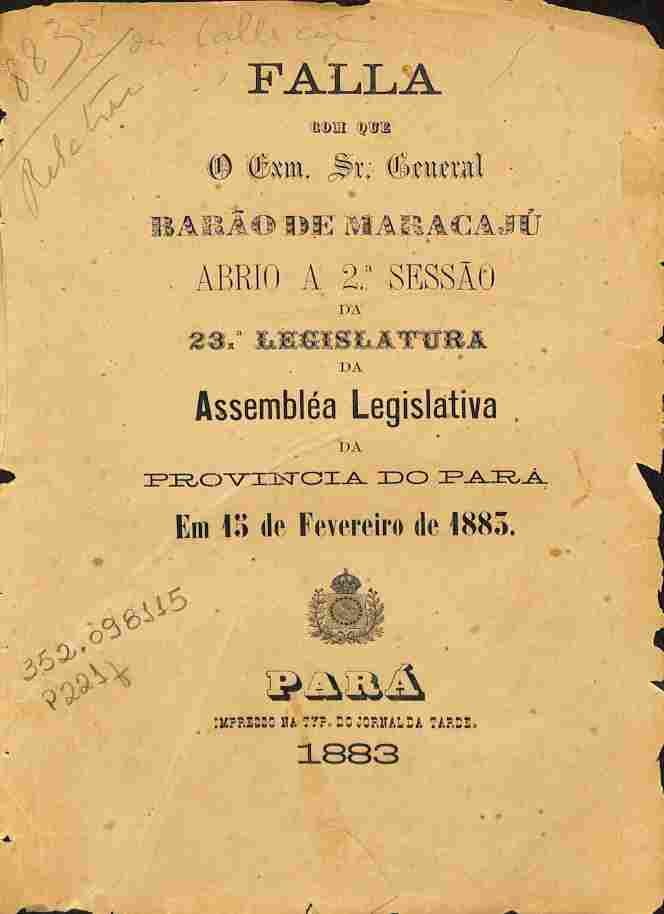 FALLA
COM QUE
O Exm. Sr. General
BARÃO DE MARACAJÚ
ABRIO A 2.ª SESSÃO
DA
23.ª LEGISLATURA
DA
Assembléa Legislativa
DA
PROVINCIA DO PARÁ
Em 15 de Fevereiro de 1883.
352.098115
PARÁ
IMPRESSO NA TYP. DO JORNAL DA TARDE.
1883